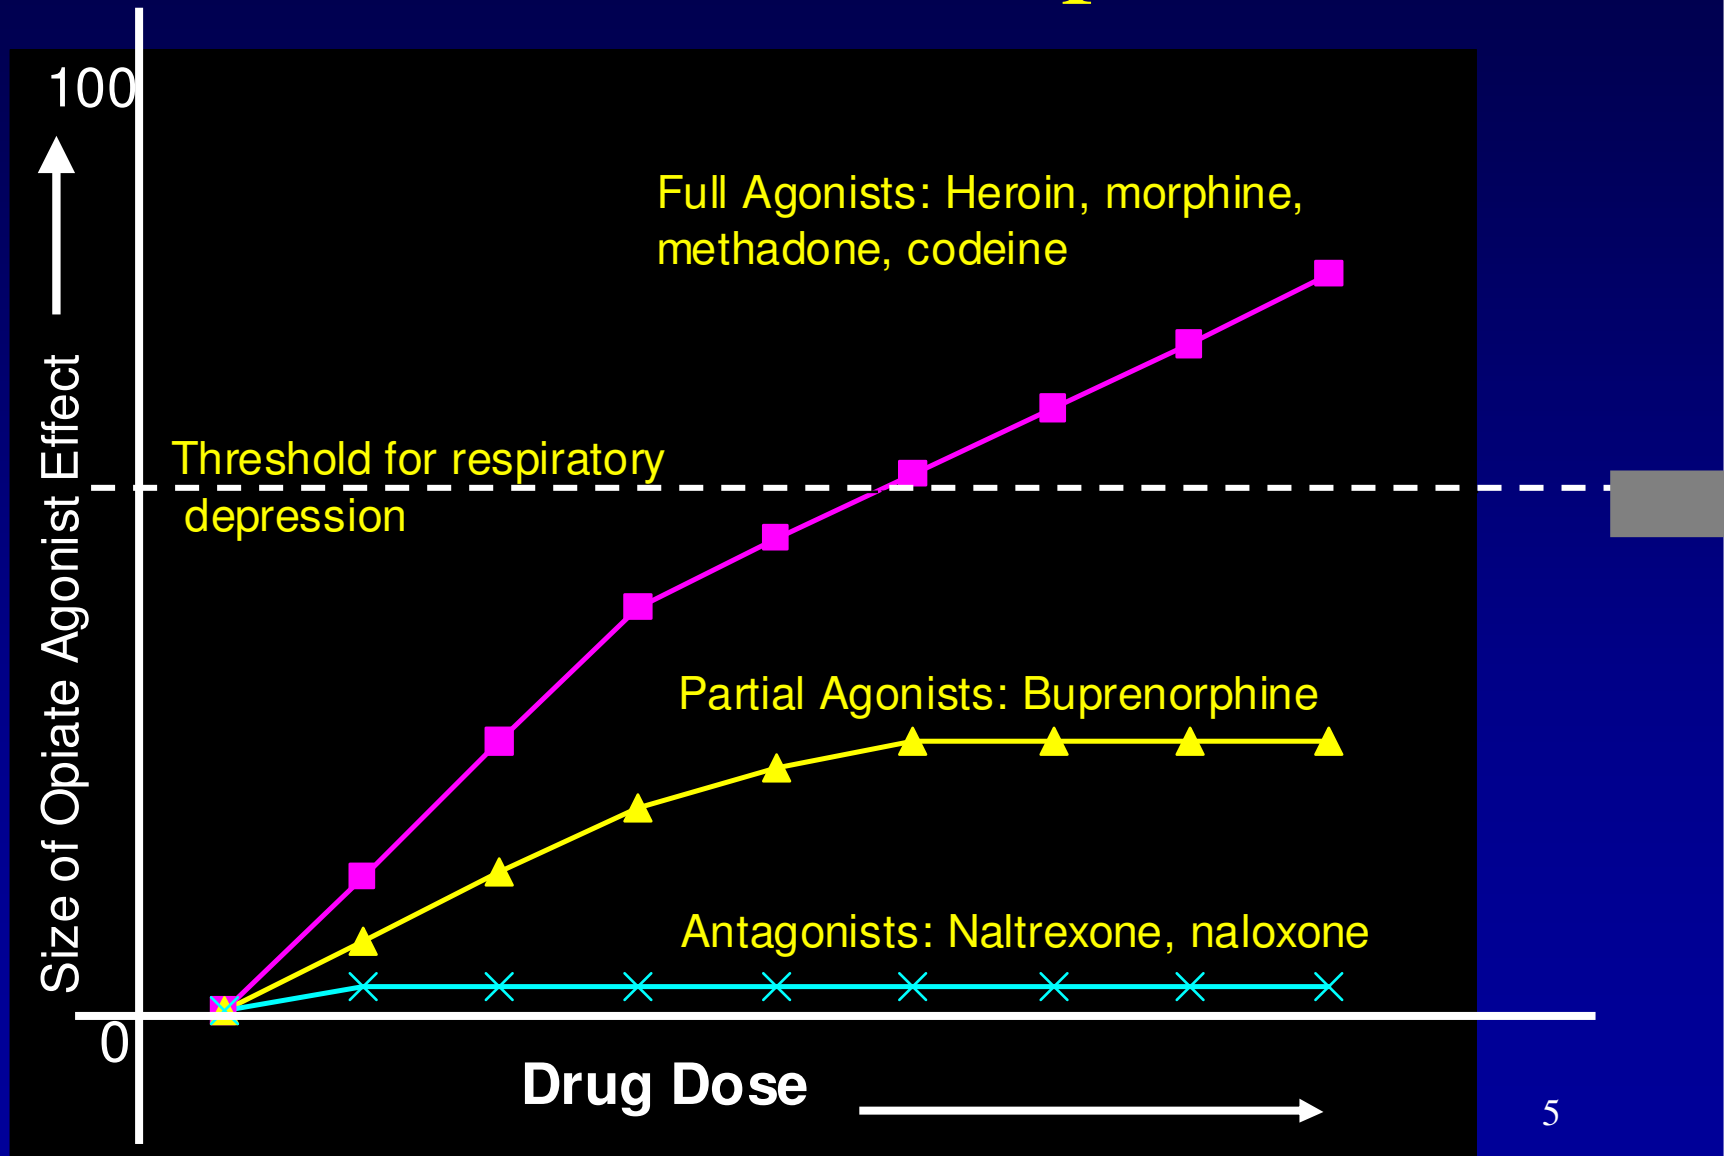 100
Full Agonists: Heroin, morphine,
methadone, codeine
Size of Opiate Agonist Effect
Threshold for respiratory
depression
Partial Agonists: Buprenorphine
Antagonists: Naltrexone, naloxone
0
Drug Dose
5